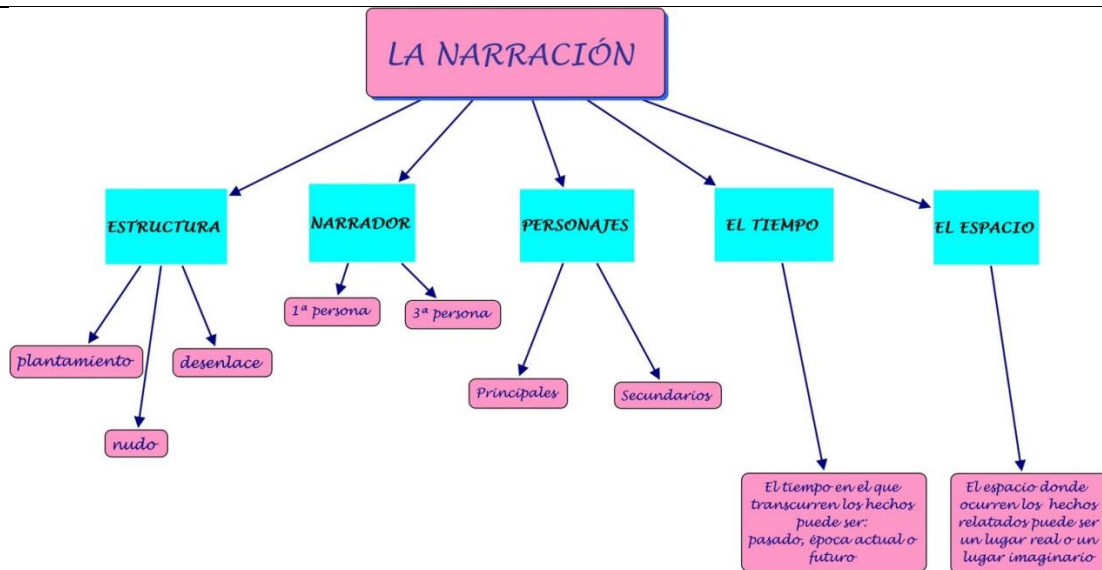 LA NARRACIÓN
ESTRUCTURA
NARRADOR
PERSONAJES
EL TIEMPO
EL ESPACIO
1ª persona
3ª persona
plantamiento
desenlace
nudo
Principales
Secundarios
El tiempo en el que
transcurren los hechos
puede ser:
pasado, época actual o
futuro
El espacio donde
ocurren los hechos
relatados puede ser
un lugar real o un
lugar imaginario